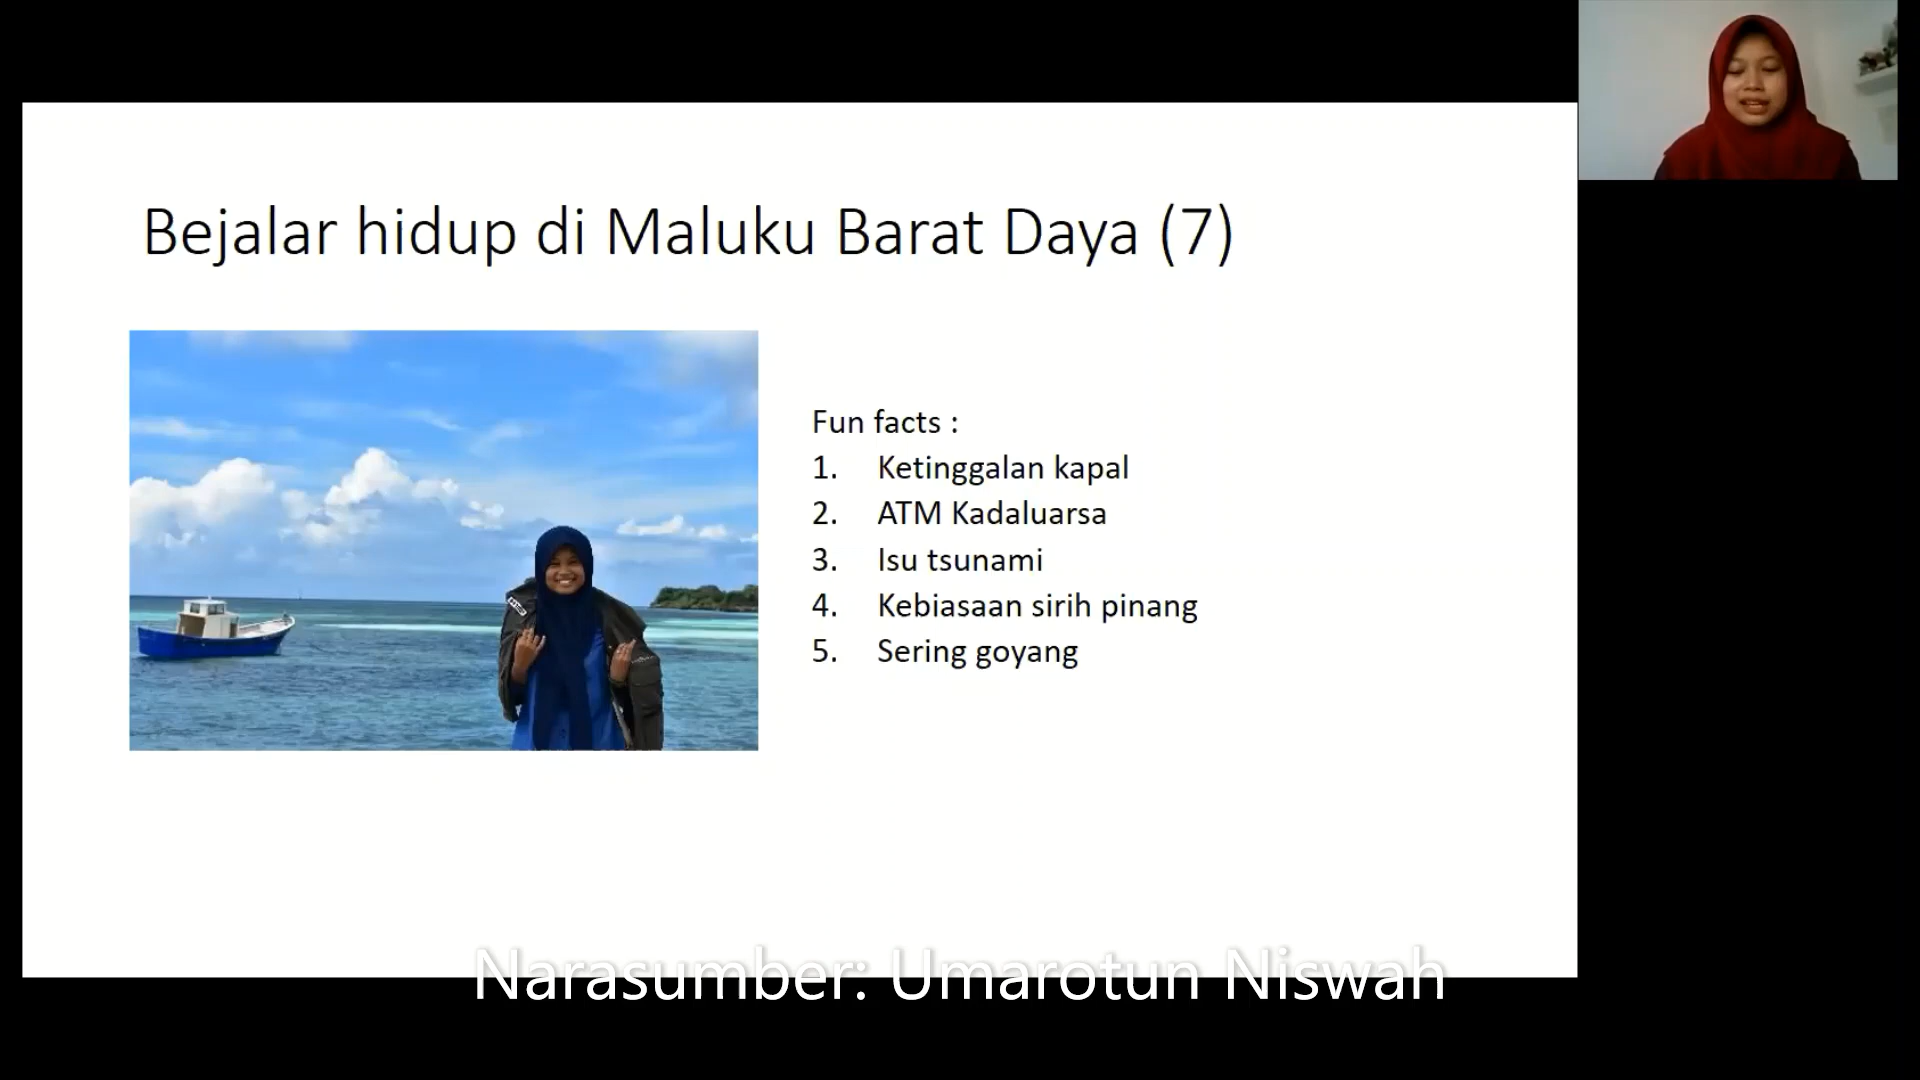 Bejalar hidup di Maluku Barat Daya (7)
Fun facts :
1. Ketinggalan kapal
2. ATM Kadaluarsa
3. Isu tsunami
4. Kebiasaan sirih pinang
5. Sering goyang
Narasumber: Umarotun Niswah